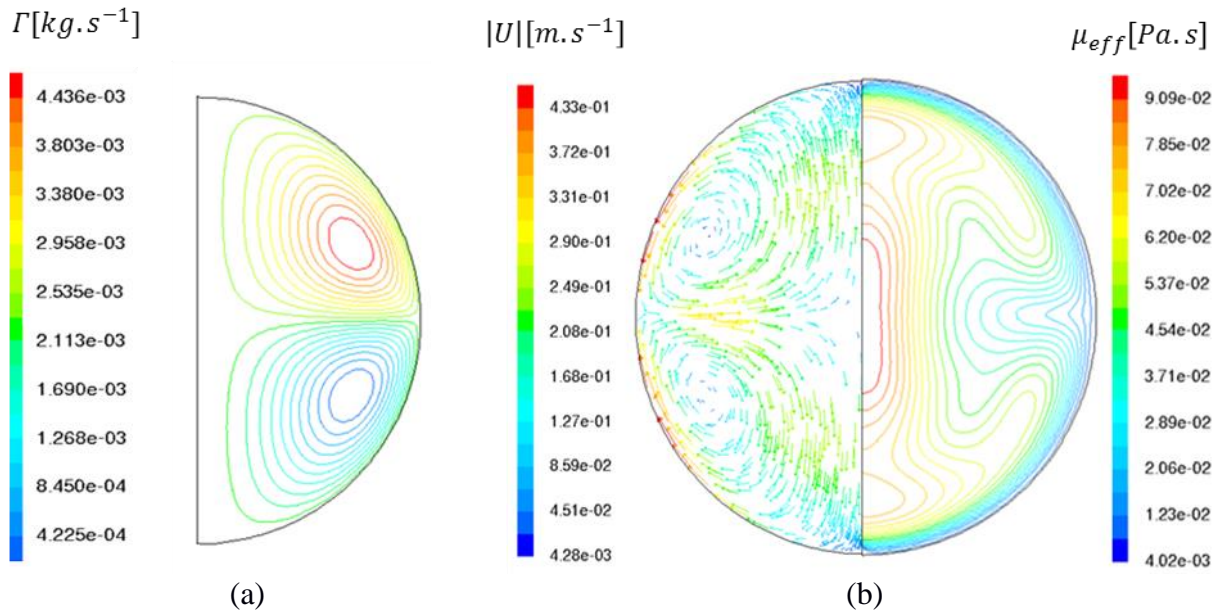 Γ[kg.s⁻¹]
4.436e-03
3.803e-03
3.380e-03
2.958e-03
2.535e-03
2.113e-03
1.690e-03
1.268e-03
8.450e-04
4.225e-04
(a)
|U|[m.s⁻¹]
4.33e-01
3.72e-01
3.31e-01
2.90e-01
2.49e-01
2.08e-01
1.68e-01
1.27e-01
8.59e-02
4.51e-02
4.28e-03
μeff[Pa.s]
9.09e-02
7.85e-02
7.02e-02
6.20e-02
5.37e-02
4.54e-02
3.71e-02
2.89e-02
2.06e-02
1.23e-02
4.02e-03
(b)